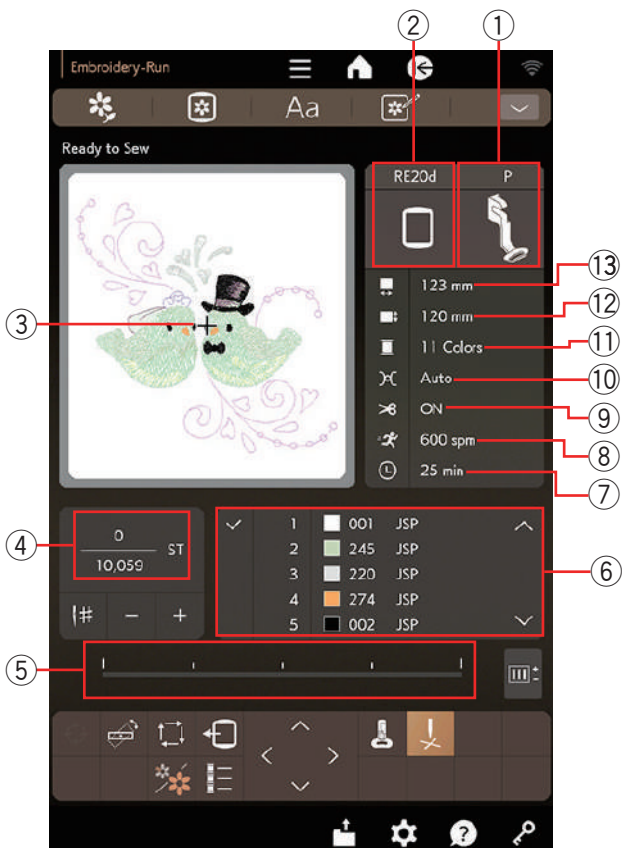 ② ①
Embroidery-Run
Aa
Ready to Sew
RE20d P
③
123 mm ⑬
120 mm ⑫
11 Colors ⑪
Auto ⑩
ON ⑨
600 spm ⑧
L 25 min ⑦
④ 0
10,059 ST
# − +
1 001 JSP
2 245 JSP
3 220 JSP ⑥
4 274 JSP
5 002 JSP
⑤
?